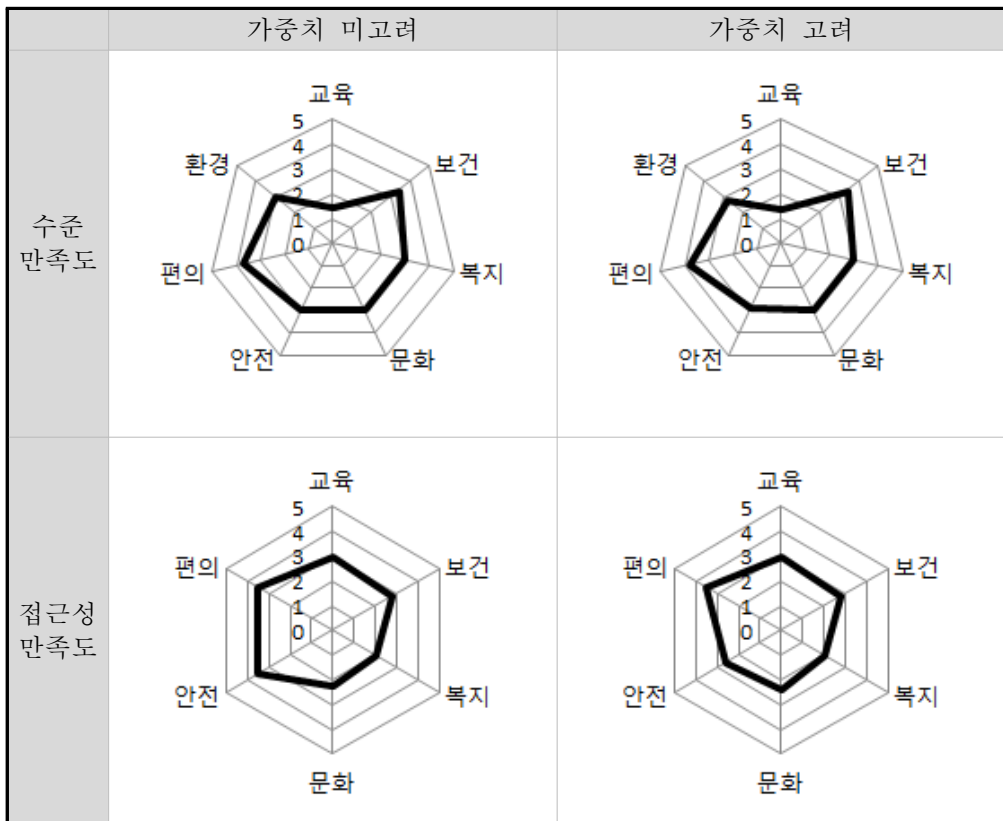 가중치 미고려
가중치 고려
수준
만족도
교육
5
4
3
2
1
0
보건
복지
문화
안전
편의
환경
교육
5
4
3
2
1
0
보건
복지
문화
안전
편의
환경
접근성
만족도
교육
5
4
3
2
1
0
보건
복지
문화
안전
편의
교육
5
4
3
2
1
0
보건
복지
문화
안전
편의